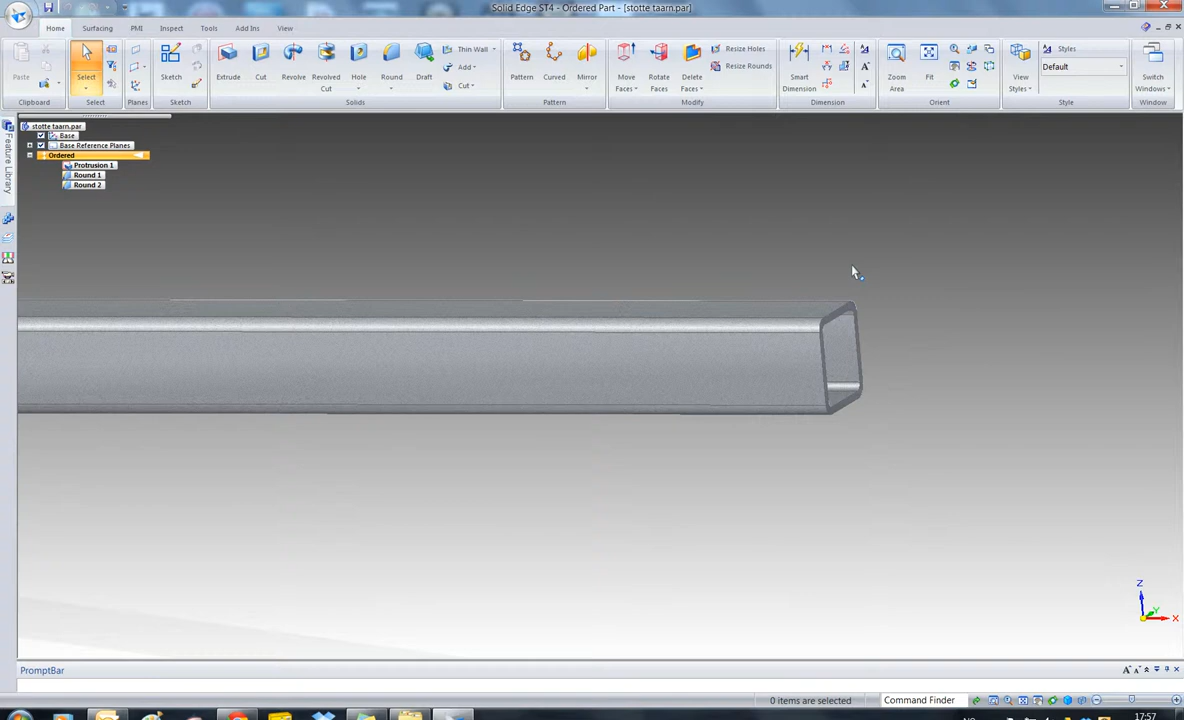 Solid Edge ST4 - Ordered Part - [stotte taarn.par]
Home Surfacing PMI Inspect Tools Add Ins View
Paste
Clipboard
Select
Select
Planes
Sketch
Sketch
Extrude
Cut
Revolve
Revolved Cut
Hole
Round
Draft
Thin Wall
Add
Cut
Solids
Pattern
Curved
Mirror
Pattern
Move Faces
Rotate Faces
Delete Faces
Resize Holes
Resize Rounds
Modify
Smart Dimension
Dimension
Zoom Area
Fit
Orient
View Styles
Styles
Default
Style
Switch Windows
Window
Feature Library
stotte taarn.par
Base
Base Reference Planes
Ordered
Protrusion 1
Round 1
Round 2
Z
Y
X
PromptBar
0 items are selected
Command Finder
17:57